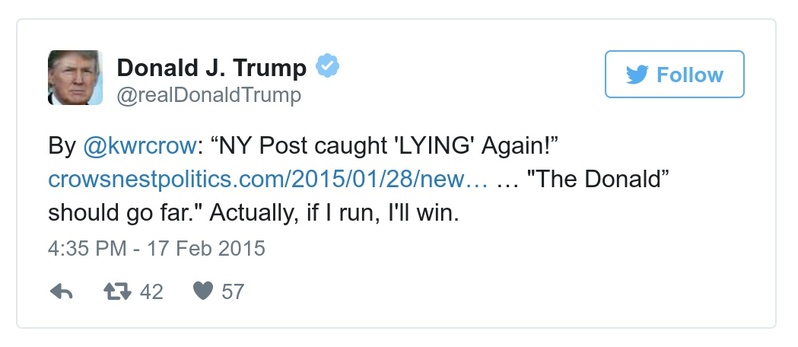 Donald J. Trump
@realDonaldTrump
Follow
By @kwrcrow: “NY Post caught 'LYING' Again!”
crowsnestpolitics.com/2015/01/28/new… … "The Donald”
should go far." Actually, if I run, I'll win.
4:35 PM - 17 Feb 2015
42 57